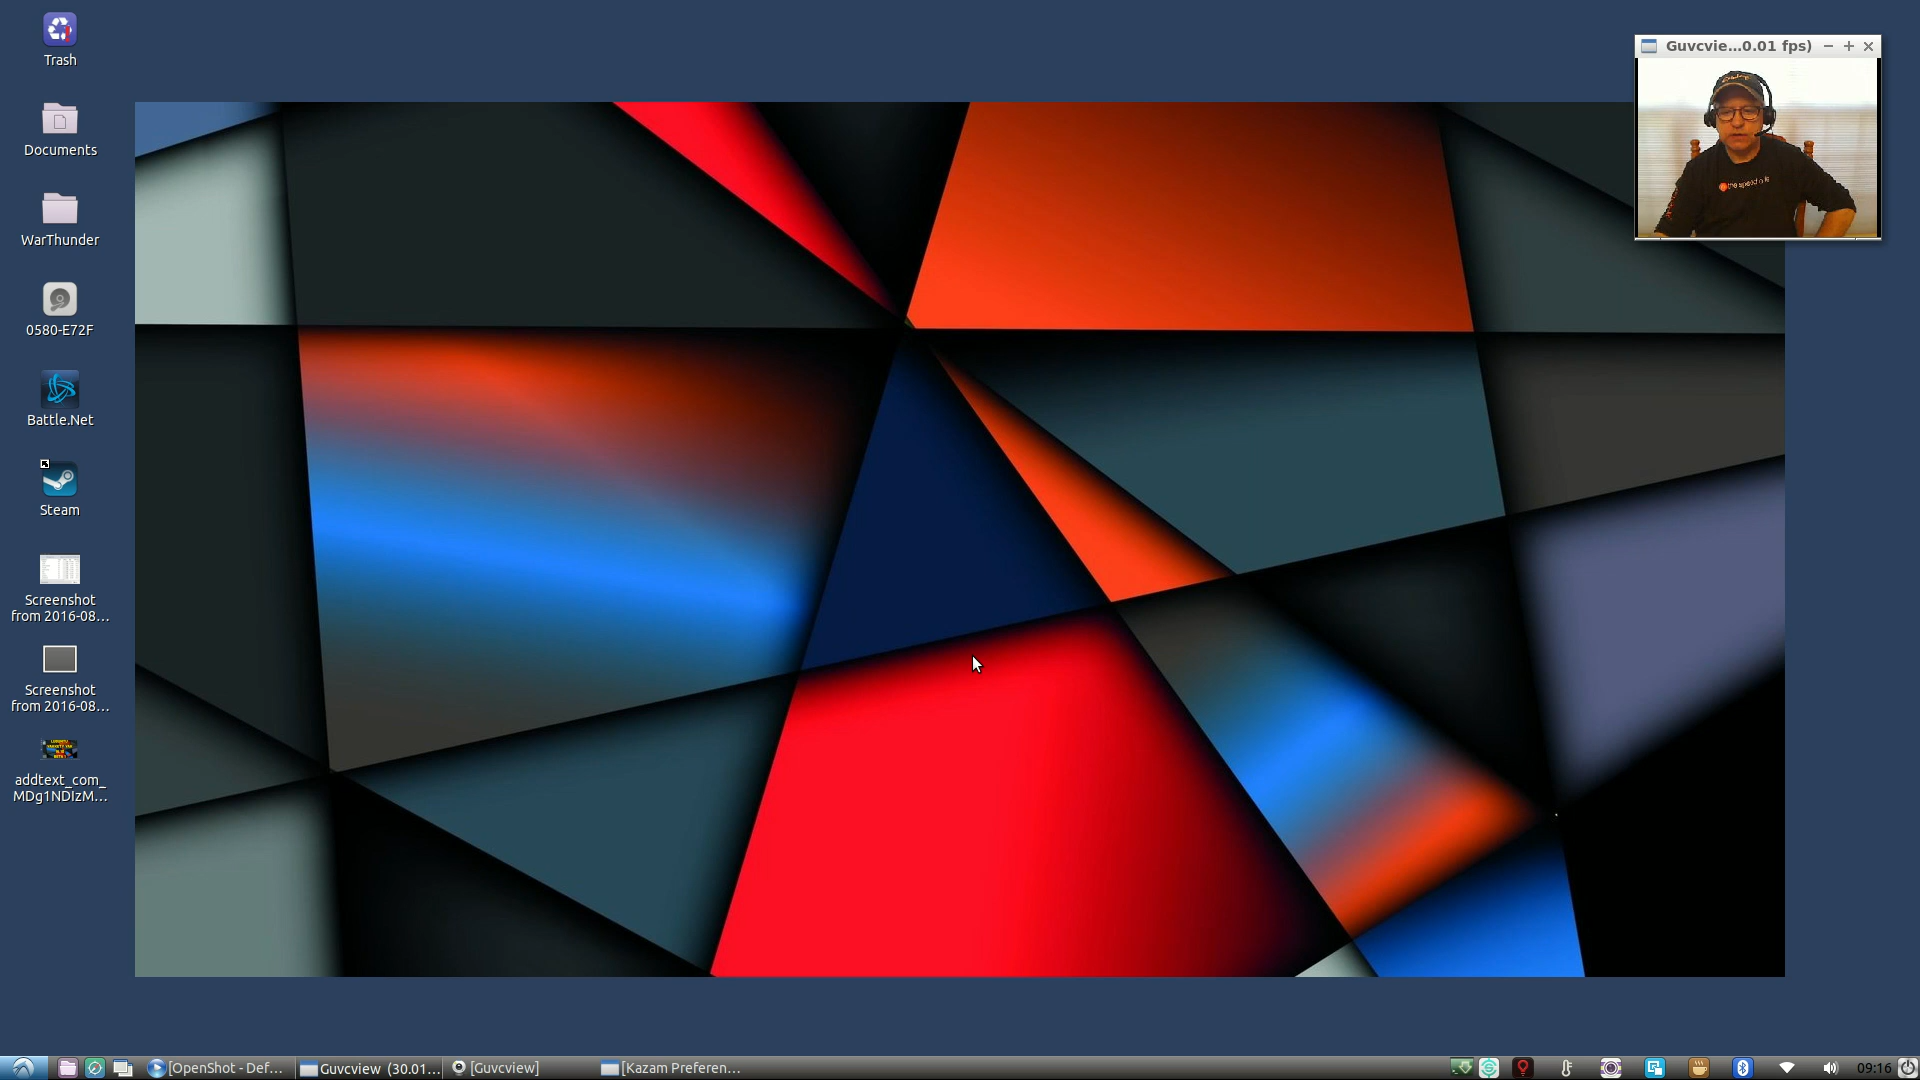 Trash
Documents
WarThunder
0580-E72F
Battle.Net
Steam
Screenshot
from 2016-08...
Screenshot
from 2016-08...
addtext_com_
MDg1NDIzM...
Guvcvie...0.01 fps)
[OpenShot - Def...
Guvcview (30.01...
[Guvcview]
[Kazam Preferen...
09:16